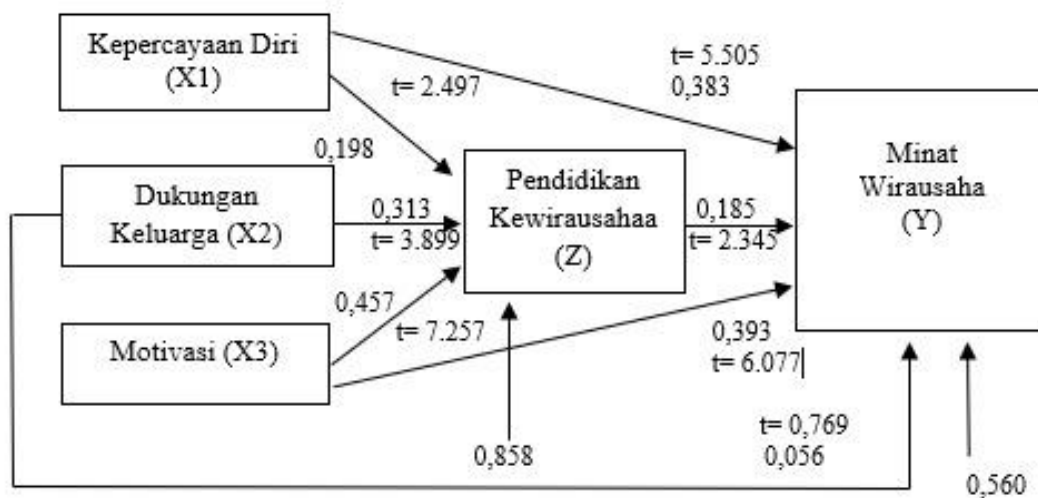 Kepercayaan Diri
(X1)
t= 2.497
t= 5.505
0,383
0,198
Dukungan
Keluarga (X2)
0,313
t= 3.899
Pendidikan
Kewirausahaa
(Z)
0,185
t= 2.345
Minat
Wirausaha
(Y)
Motivasi (X3)
0,457
t= 7.257
0,393
t= 6.077
0,858
t= 0,769
0,056
0,560